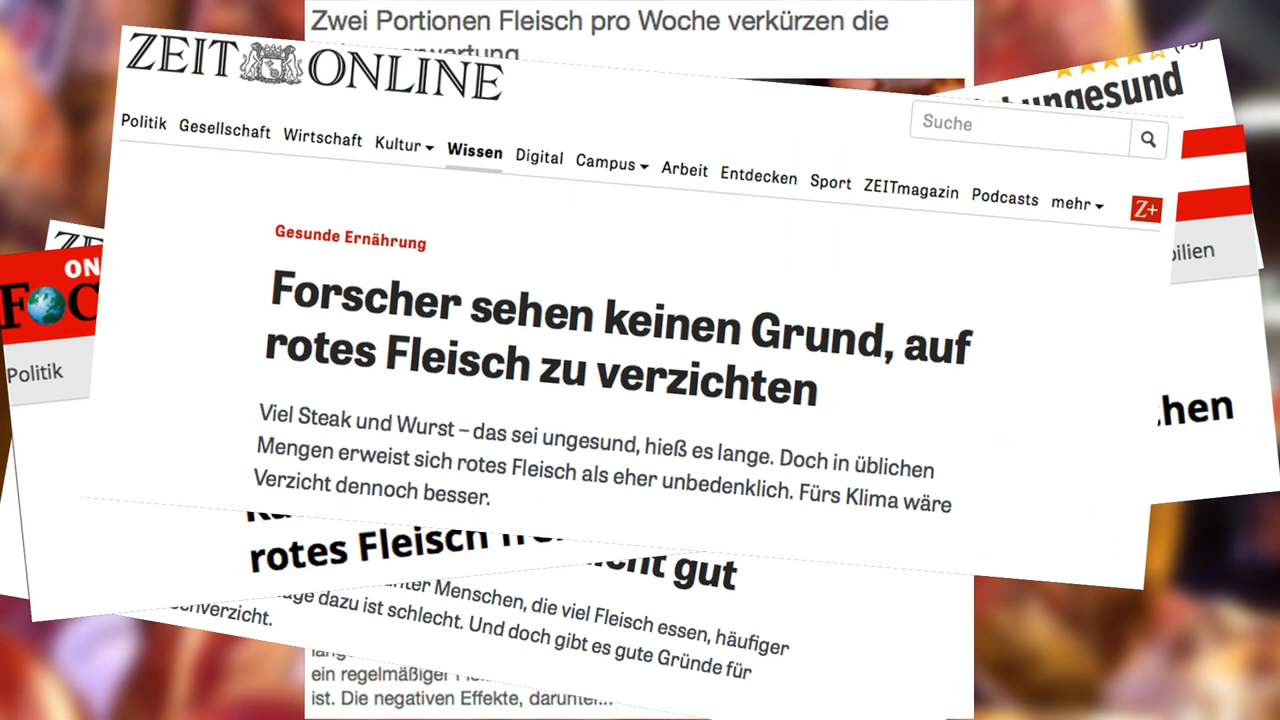 Zwei Portionen Fleisch pro Woche verkürzen die
ZEIT ONLINE
Suche
Politik Gesellschaft Wirtschaft Kultur Wissen Digital Campus Arbeit Entdecken Sport ZEITmagazin Podcasts mehr Z+
Gesunde Ernährung
Forscher sehen keinen Grund, auf
rotes Fleisch zu verzichten
Viel Steak und Wurst – das sei ungesund, hieß es lange. Doch in üblichen
Mengen erweist sich rotes Fleisch als eher unbedenklich. Fürs Klima wäre
Verzicht dennoch besser.
ungesund
ON
Politik
rotes Fleisch
gut
Menschen, die viel Fleisch essen, häufiger
dazu ist schlecht. Und doch gibt es gute Gründe für
ein regelmäßiger
ist. Die negativen Effekte, darunter...